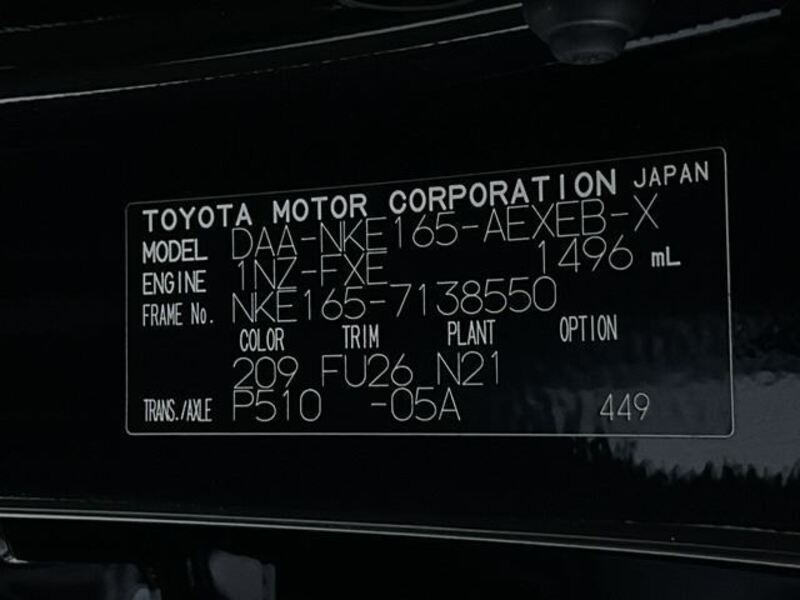 TOYOTA MOTOR CORPORATION JAPAN
MODEL DAA-NKE165-AEXEB-X
ENGINE 1NZ-FXE 1496 mL
FRAME No. NKE165-7138550
COLOR TRIM PLANT OPTION
209 FU26 N21
TRANS./AXLE P510 -05A 449